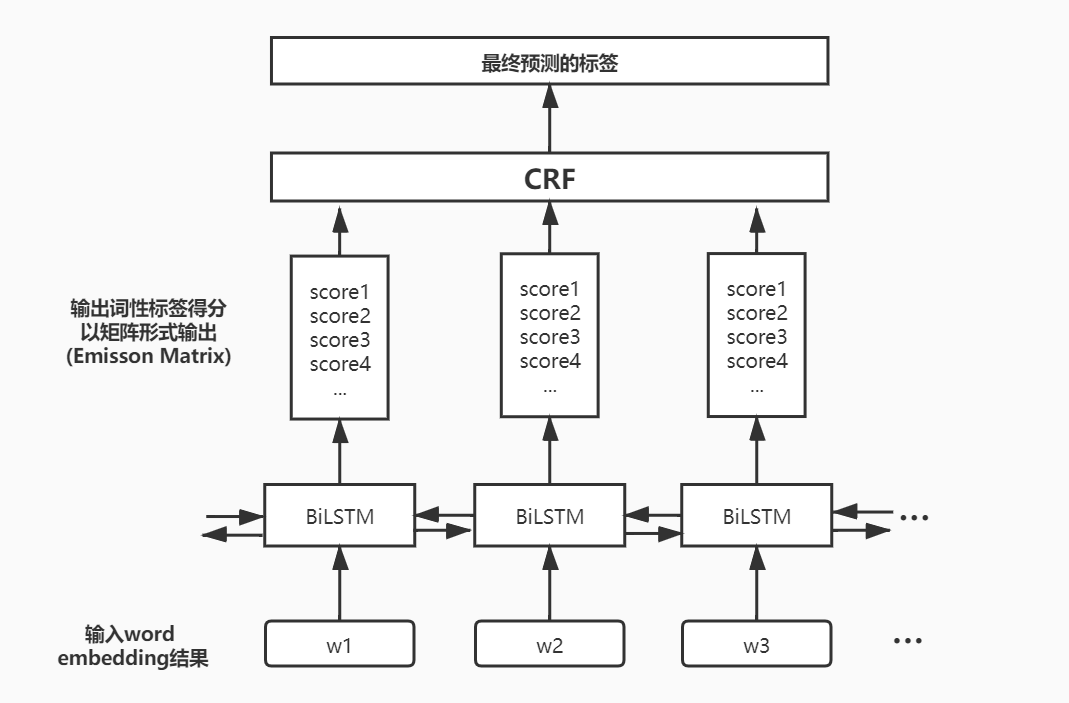 最终预测的标签
CRF
输出词性标签得分
以矩阵形式输出
(Emisson Matrix)
score1
score2
score3
score4
...
score1
score2
score3
score4
...
score1
score2
score3
score4
...
BiLSTM
BiLSTM
BiLSTM
...
输入word
embedding结果
w1
w2
w3
...